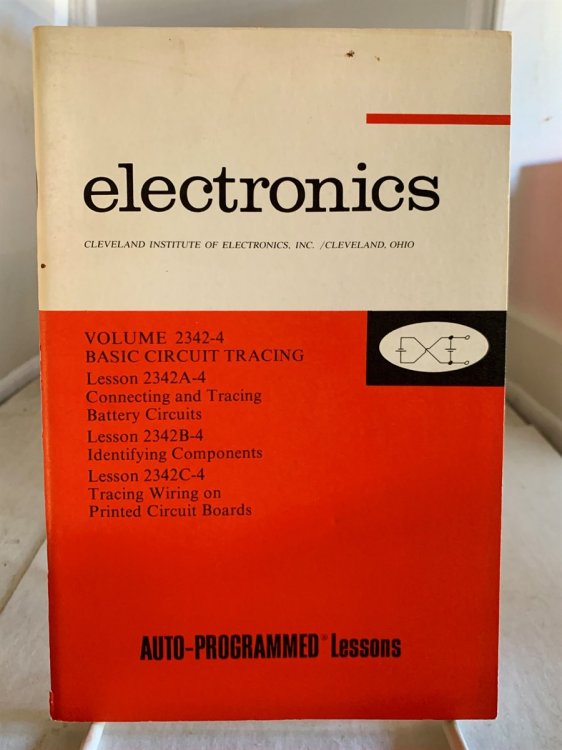 electronics
CLEVELAND INSTITUTE OF ELECTRONICS, INC. /CLEVELAND, OHIO
VOLUME 2342-4
BASIC CIRCUIT TRACING
Lesson 2342A-4
Connecting and Tracing
Battery Circuits
Lesson 2342B-4
Identifying Components
Lesson 2342C-4
Tracing Wiring on
Printed Circuit Boards
AUTO-PROGRAMMED® Lessons